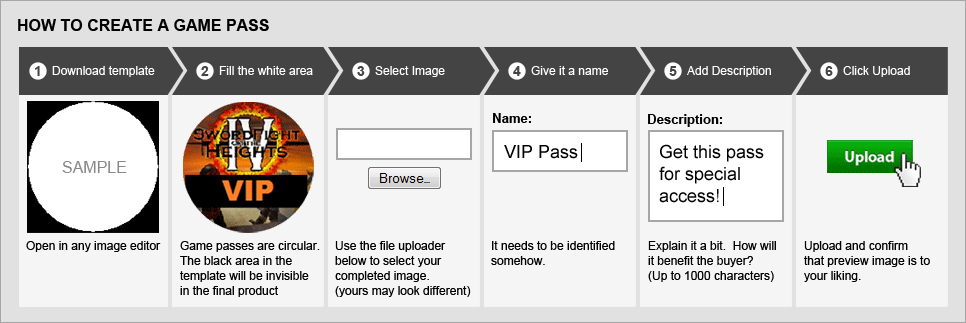 HOW TO CREATE A GAME PASS
1 Download template
2 Fill the white area
3 Select Image
4 Give it a name
5 Add Description
6 Click Upload
SAMPLE
Open in any image editor
SwordFight
on the
Heights
IV
VIP
Game passes are circular.
The black area in the
template will be invisible
in the final product
Browse..
Use the file uploader
below to select your
completed image.
(yours may look different)
Name:
VIP Pass
It needs to be identified
somehow.
Description:
Get this pass
for special
access!
Explain it a bit.  How will
it benefit the buyer?
(Up to 1000 characters)
Upload
Upload and confirm
that preview image is to
your liking.